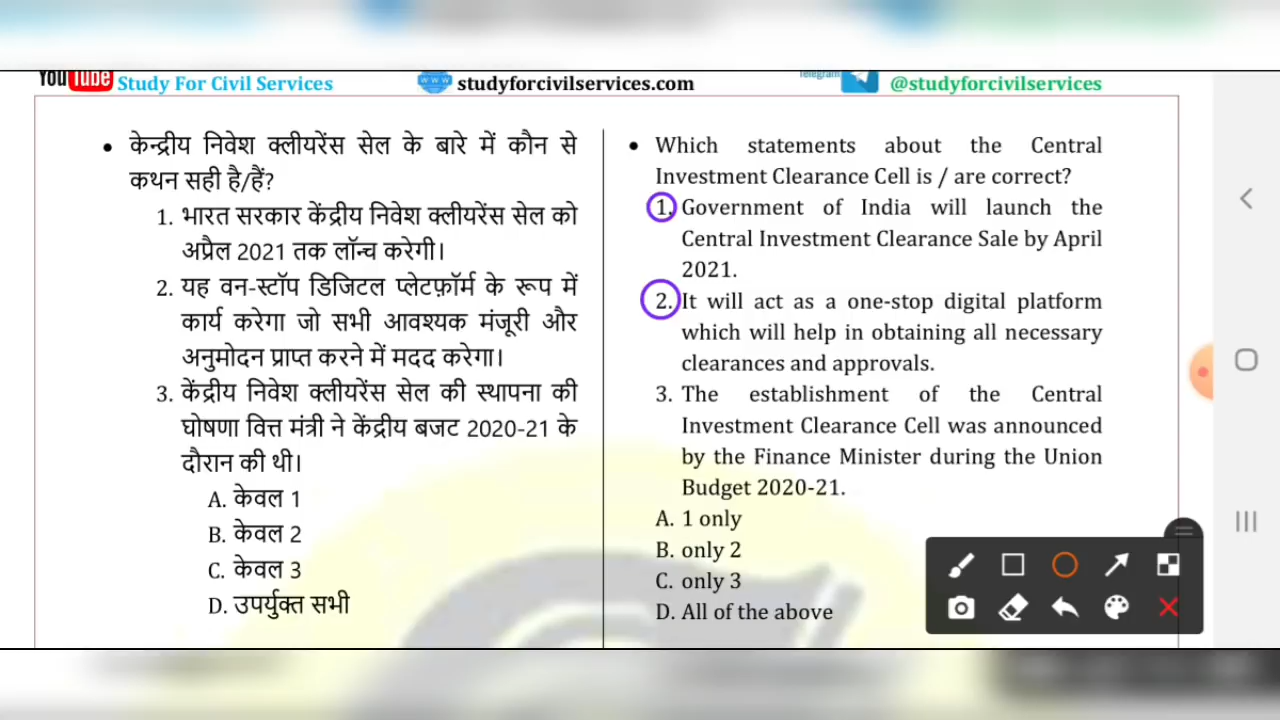 YouTube Study For Civil Services
www studyforcivilservices.com
Telegram @studyforcivilservices
• केन्द्रीय निवेश क्लीयरेंस सेल के बारे में कौन से
कथन सही है/हैं?
1. भारत सरकार केंद्रीय निवेश क्लीयरेंस सेल को
अप्रैल 2021 तक लॉन्च करेगी।
2. यह वन-स्टॉप डिजिटल प्लेटफ़ॉर्म के रूप में
कार्य करेगा जो सभी आवश्यक मंजूरी और
अनुमोदन प्राप्त करने में मदद करेगा।
3. केंद्रीय निवेश क्लीयरेंस सेल की स्थापना की
घोषणा वित्त मंत्री ने केंद्रीय बजट 2020-21 के
दौरान की थी।
A. केवल 1
B. केवल 2
C. केवल 3
D. उपर्युक्त सभी
• Which statements about the Central
Investment Clearance Cell is / are correct?
1. Government of India will launch the
Central Investment Clearance Sale by April
2021.
2. It will act as a one-stop digital platform
which will help in obtaining all necessary
clearances and approvals.
3. The establishment of the Central
Investment Clearance Cell was announced
by the Finance Minister during the Union
Budget 2020-21.
A. 1 only
B. only 2
C. only 3
D. All of the above